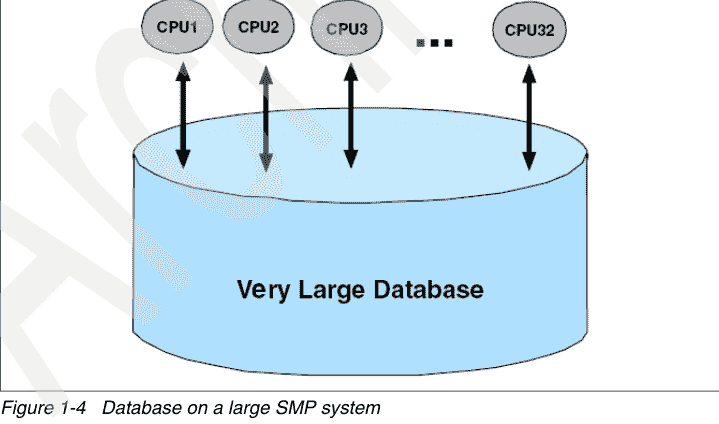 CPU1 CPU2 CPU3 ... CPU32
Very Large Database
Figure 1-4 Database on a large SMP system